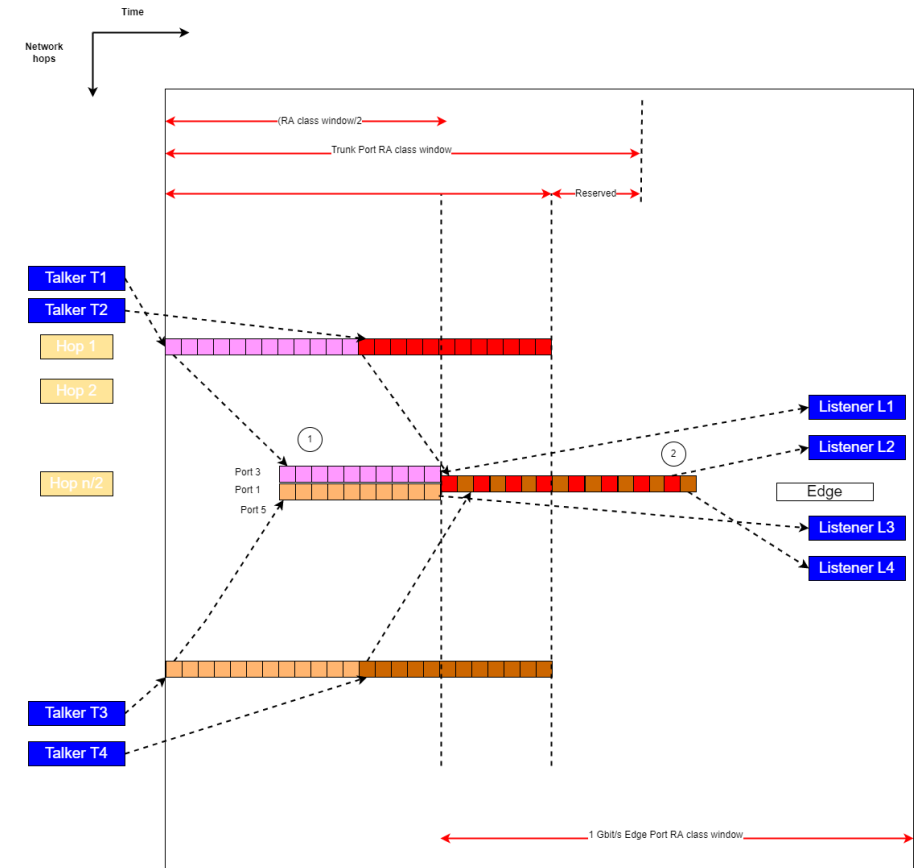 Time
Network
hops
(RA class window/2
Trunk Port RA class window
Reserved
Talker T1
Talker T2
Hop 1
Hop 2
Listener L1
Listener L2
1
2
Port 3
Hop n/2
Port 1
Edge
Port 5
Listener L3
Listener L4
Talker T3
Talker T4
1 Gbit/s Edge Port RA class window